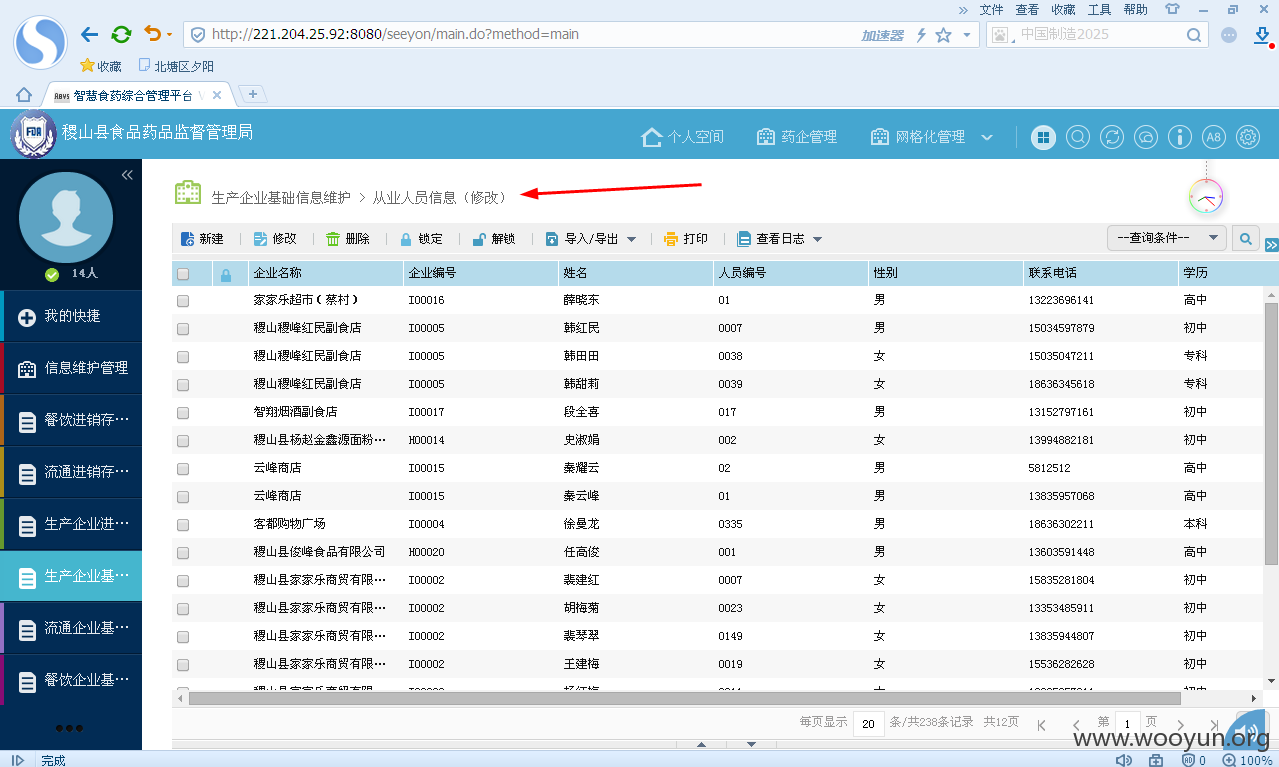 » 文件 查看 收藏 工具 帮助
http://221.204.25.92:8080/seeyon/main.do?method=main 加速器 中国制造2025
收藏 北塘区夕阳
智慧食药综合管理平台 V
稷山县食品药品监督管理局 个人空间 药企管理 网格化管理 A8
生产企业基础信息维护 > 从业人员信息（修改）
新建 修改 删除 锁定 解锁 导入/导出 打印 查看日志 --查询条件--
14人
企业名称 企业编号 姓名 人员编号 性别 联系电话 学历
家家乐超市（蔡村） I00016 薛晓东 01 男 13223696141 高中
稷山稷峰红民副食店 I00005 韩红民 0007 男 15034597879 初中
稷山稷峰红民副食店 I00005 韩田田 0038 女 15035047211 专科
稷山稷峰红民副食店 I00005 韩甜莉 0039 女 18636345618 专科
智翔烟酒副食店 I00017 段全喜 017 男 13152797161 初中
稷山县杨赵金鑫源面粉… H00014 史淑娟 002 女 13994882181 初中
云峰商店 I00015 秦耀云 02 男 5812512 高中
云峰商店 I00015 秦云峰 01 男 13835957068 高中
客都购物广场 I00004 徐曼龙 035 男 18636302211 本科
稷山县俊峰食品有限公司 H00020 任高俊 001 男 13603591448 高中
稷山县家家乐商贸有限… I00002 裴建红 0007 女 15835281804 初中
稷山县家家乐商贸有限… I00002 胡梅菊 0023 女 13353485911 初中
稷山县家家乐商贸有限… I00002 裴琴翠 0149 女 13835944807 初中
稷山县家家乐商贸有限… I00002 王建梅 0019 女 15536282628 初中
我的快捷
信息维护管理
餐饮进销存…
流通进销存…
生产企业进…
生产企业基…
流通企业基…
餐饮企业基…
每页显示 20 条/共232条记录 共12页 第 1 页
www.wooyun.org
完成 0 100%